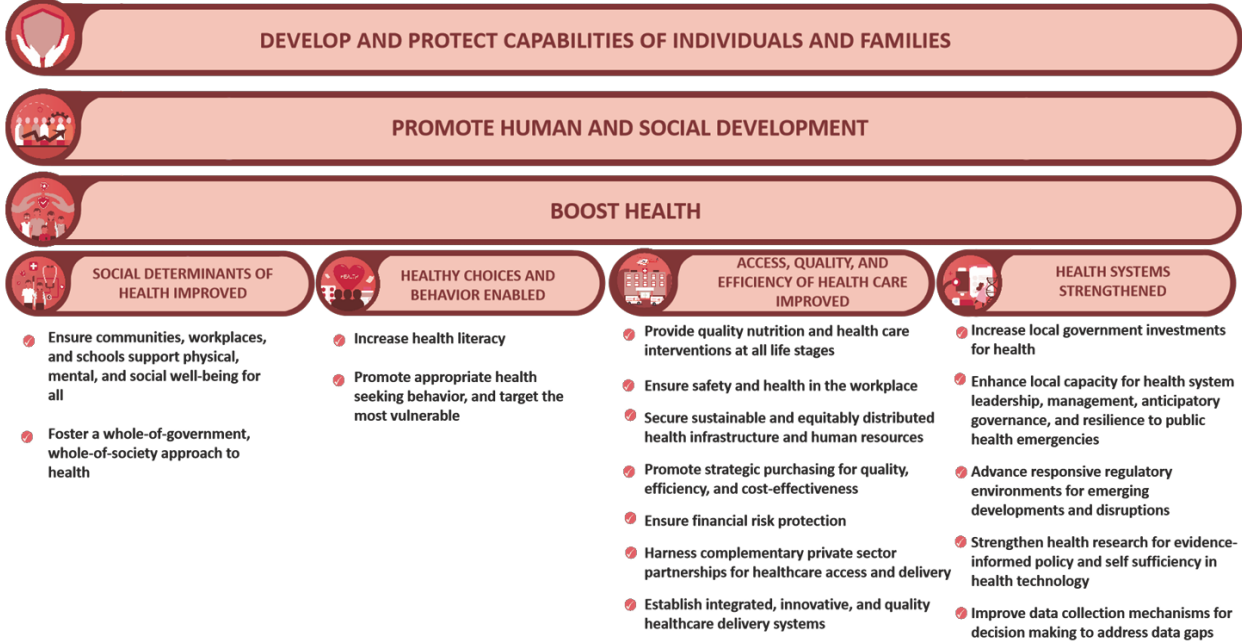 DEVELOP AND PROTECT CAPABILITIES OF INDIVIDUALS AND FAMILIES
PROMOTE HUMAN AND SOCIAL DEVELOPMENT
BOOST HEALTH
SOCIAL DETERMINANTS OF
HEALTH IMPROVED
Ensure communities, workplaces,
and schools support physical,
mental, and social well-being for
all
Foster a whole-of-government,
whole-of-society approach to
health
HEALTH
HEALTHY CHOICES AND
BEHAVIOR ENABLED
Increase health literacy
Promote appropriate health
seeking behavior, and target the
most vulnerable
ACCESS, QUALITY, AND
EFFICIENCY OF HEALTH CARE
IMPROVED
Provide quality nutrition and health care
interventions at all life stages
Ensure safety and health in the workplace
Secure sustainable and equitably distributed
health infrastructure and human resources
Promote strategic purchasing for quality,
efficiency, and cost-effectiveness
Ensure financial risk protection
Harness complementary private sector
partnerships for healthcare access and delivery
Establish integrated, innovative, and quality
healthcare delivery systems
HEALTH SYSTEMS
STRENGTHENED
Increase local government investments
for health
Enhance local capacity for health system
leadership, management, anticipatory
governance, and resilience to public
health emergencies
Advance responsive regulatory
environments for emerging
developments and disruptions
Strengthen health research for evidence-
informed policy and self sufficiency in
health technology
Improve data collection mechanisms for
decision making to address data gaps